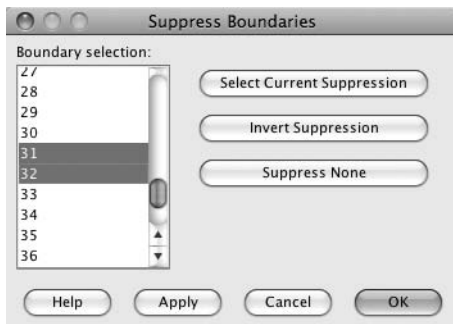 Suppress Boundaries
Boundary selection:
27
28
29
30
31
32
33
34
35
36
Select Current Suppression
Invert Suppression
Suppress None
Help
Apply
Cancel
OK